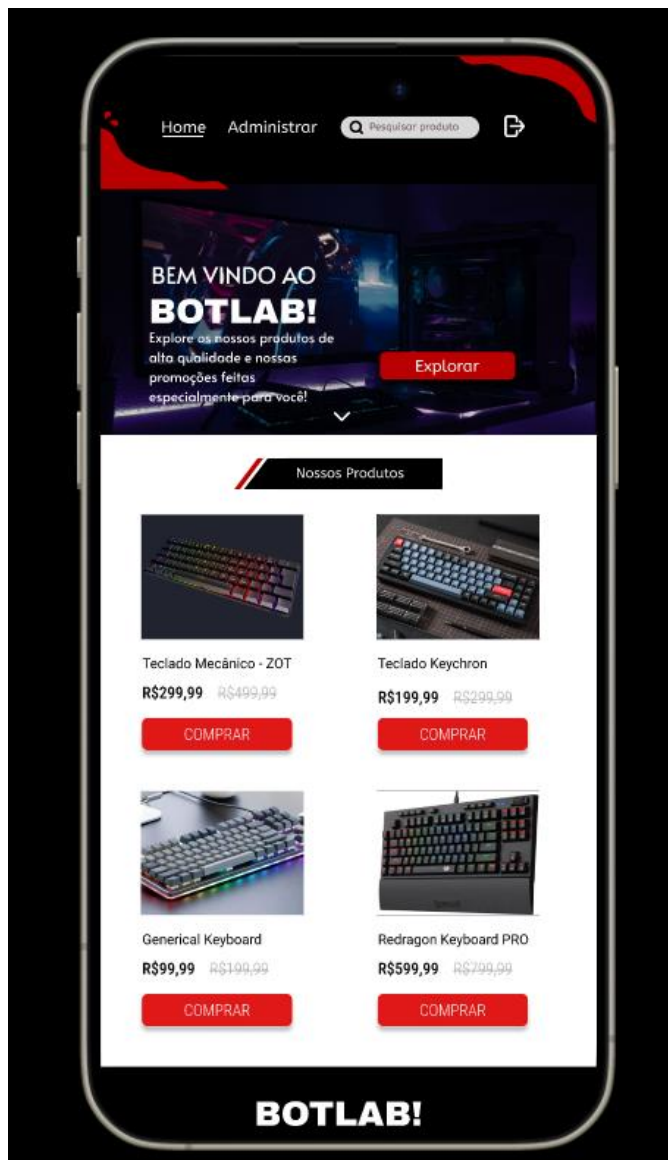 Home Administrar Pesquisar produto
BEM VINDO AO
BOTLAB!
Explore os nossos produtos de
alta qualidade e nossas
promoções feitas
especialmente para você!
Explorar
Nossos Produtos
Teclado Mecânico - ZOT
R$299,99 R$499,99
COMPRAR
Teclado Keychron
R$199,99 R$299,99
COMPRAR
Generical Keyboard
R$99,99 R$199,99
COMPRAR
Redragon Keyboard PRO
R$599,99 R$799,99
COMPRAR
BOTLAB!